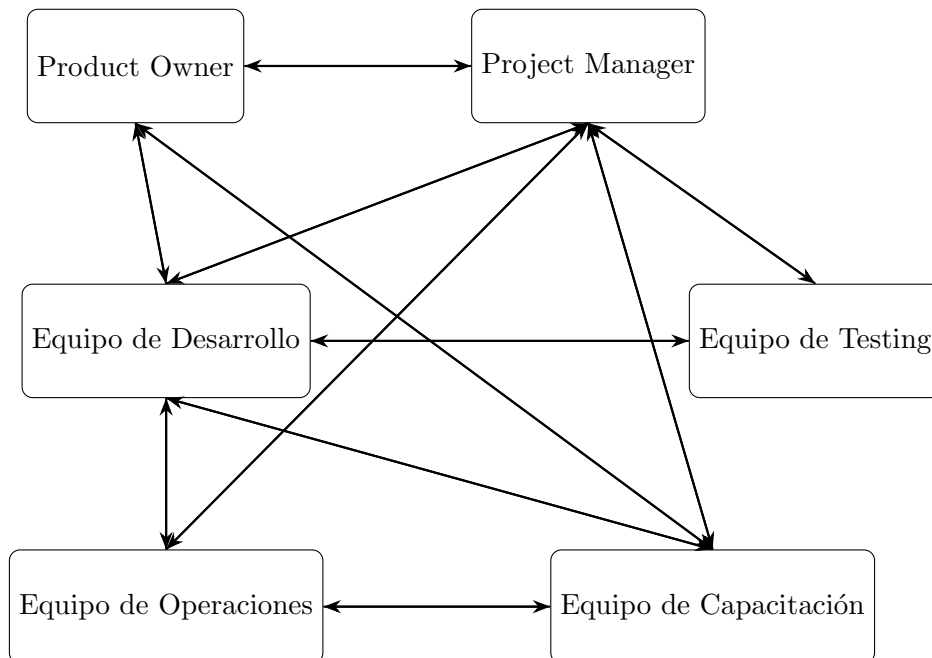 Product Owner
Project Manager
Equipo de Desarrollo
Equipo de Testing
Equipo de Operaciones
Equipo de Capacitación